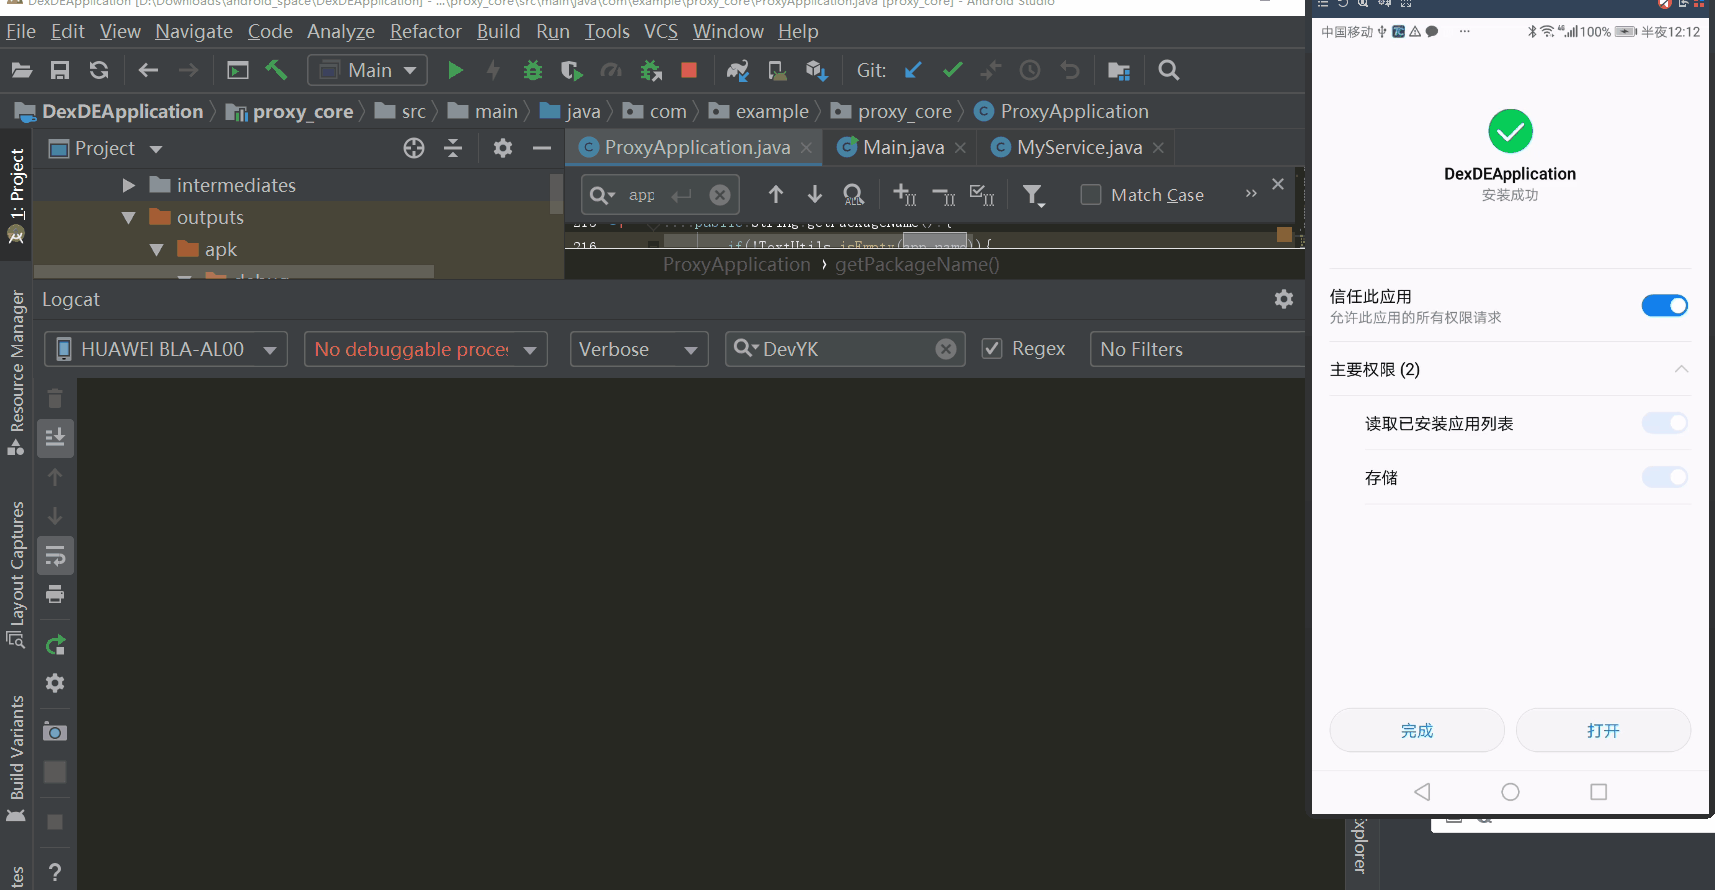 DexDEApplication [D:\Downloads\android_space\DexDEApplication] - ...\proxy_core\src\main\java\com\example\proxy_core\ProxyApplication.java [proxy_core] - Android Studio
File Edit View Navigate Code Analyze Refactor Build Run Tools VCS Window Help
Main Git:
DexDEApplication proxy_core src main java com example proxy_core ProxyApplication
Project
ProxyApplication.java Main.java MyService.java
intermediates
outputs
apk
debug
app Match Case
public String getPackageName() {
216 if(!TextUtils.isEmpty(app_name)){
ProxyApplication › getPackageName()
Logcat
HUAWEI BLA-AL00 No debuggable proces Verbose DevYK Regex No Filters
1: Project
Resource Manager
Layout Captures
Build Variants
?
中国移动 ... 100% 半夜12:12
DexDEApplication
安装成功
信任此应用
允许此应用的所有权限请求
主要权限 (2)
读取已安装应用列表
存储
完成 打开